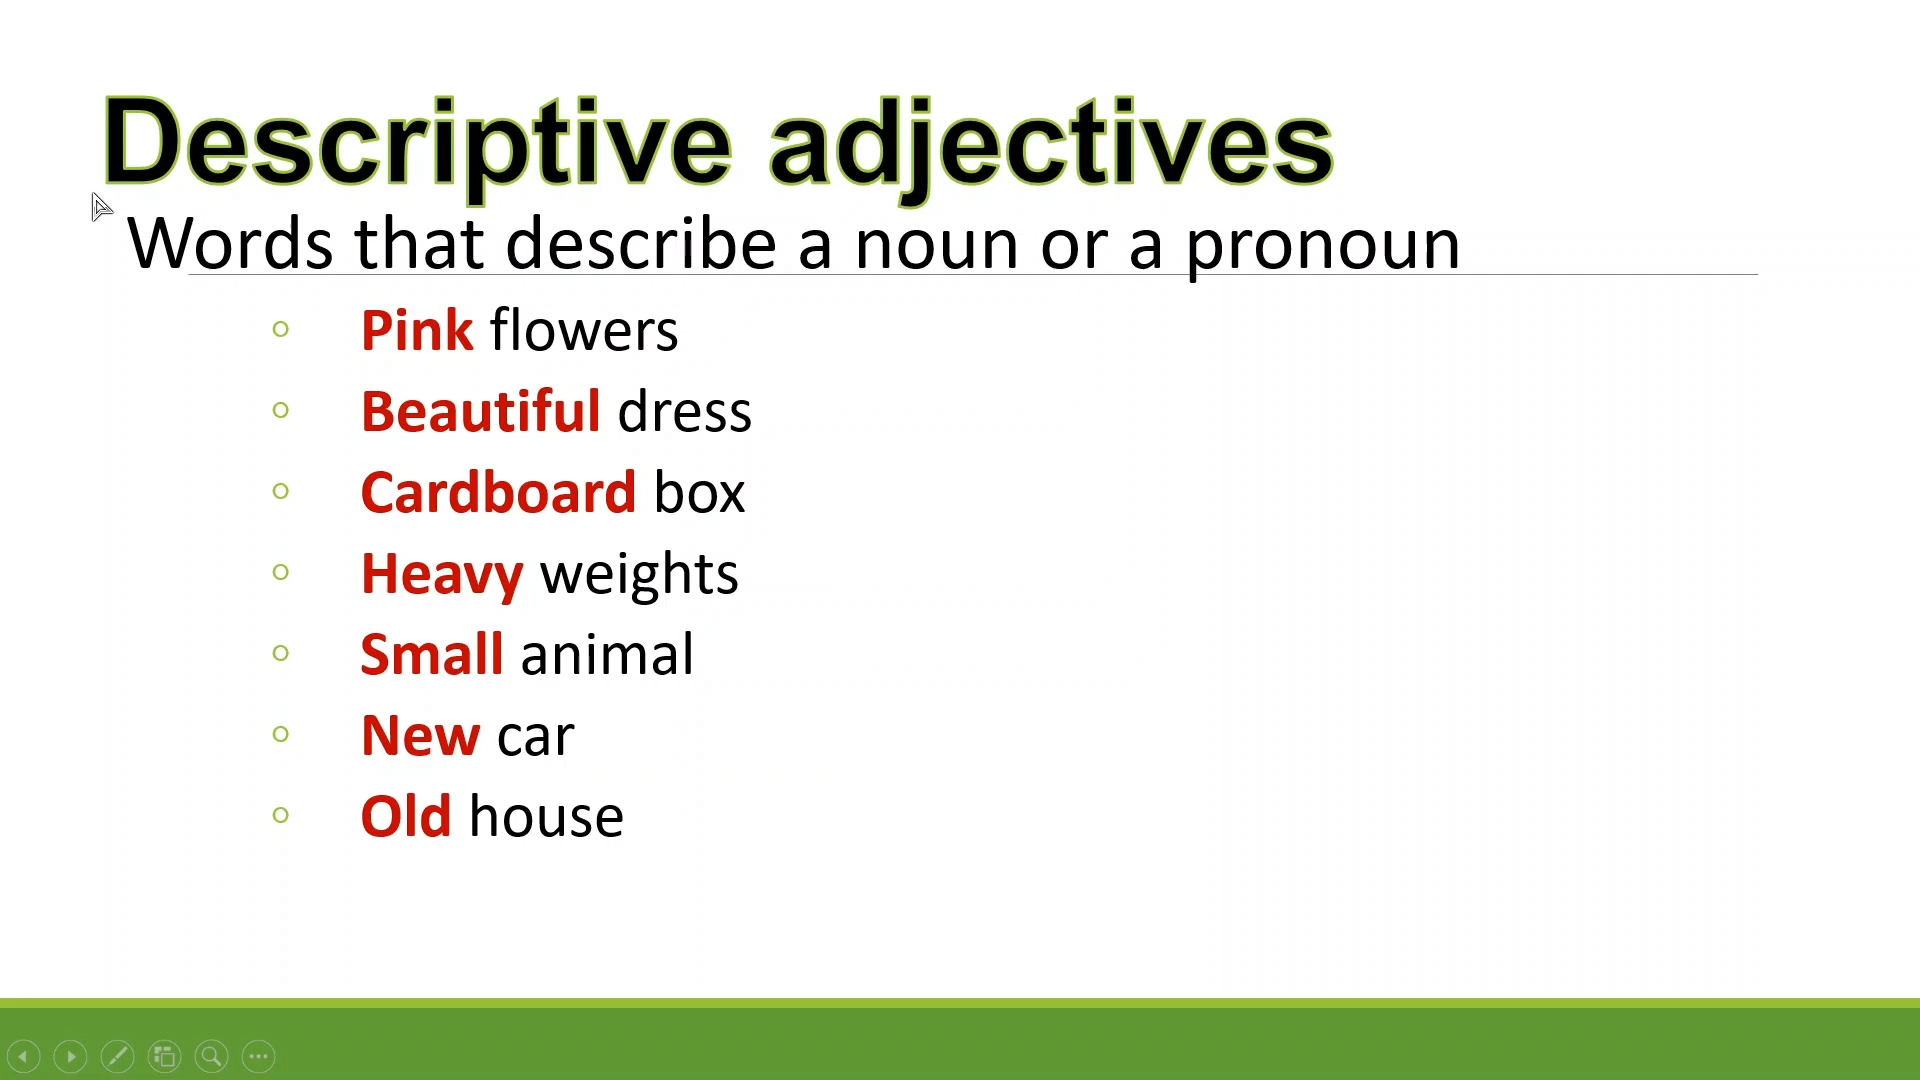 Descriptive adjectives
Words that describe a noun or a pronoun
Pink flowers
Beautiful dress
Cardboard box
Heavy weights
Small animal
New car
Old house